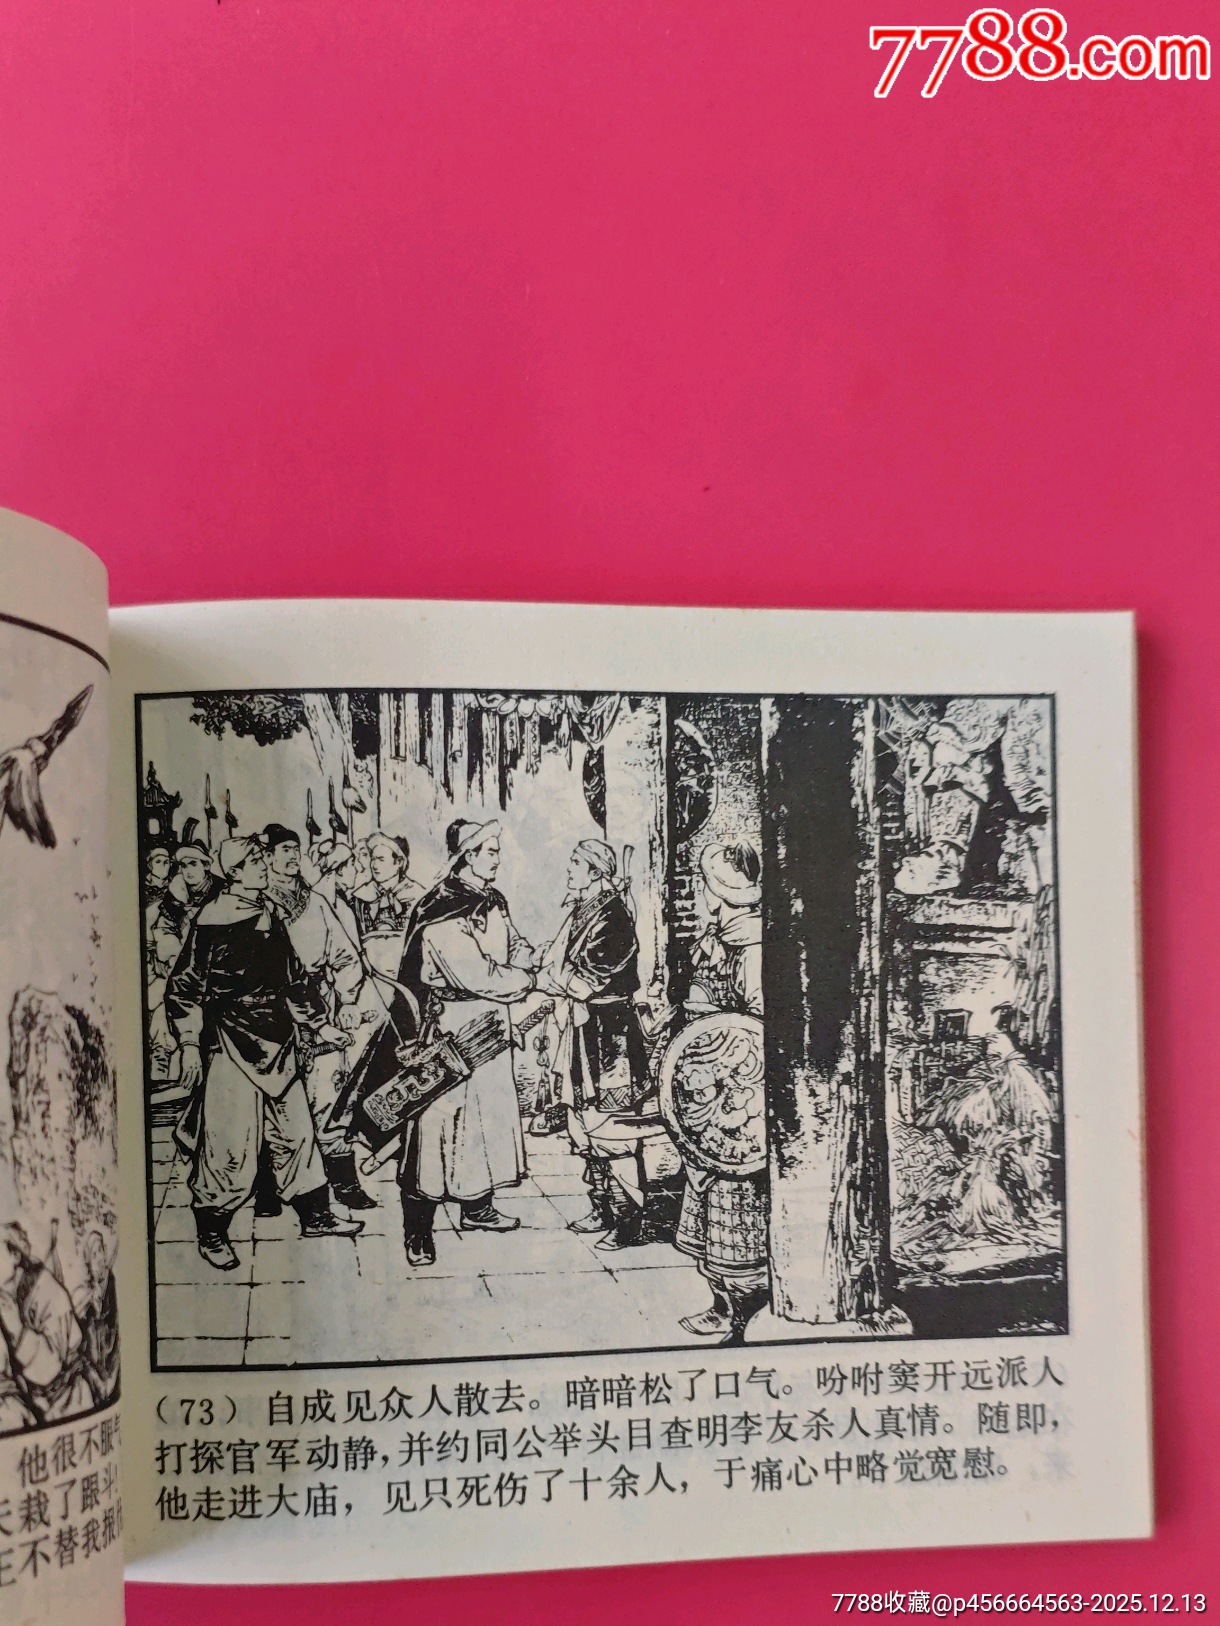 7788.com
（73）自成见众人散去。暗暗松了口气。吩咐窦开远派人
打探官军动静，并约同公举头目查明李友杀人真情。随即，
他走进大庙，见只死伤了十余人，于痛心中略觉宽慰。
他很不服气
栽了跟斗！
王不替我报
7788收藏@p456664563-2025.12.13